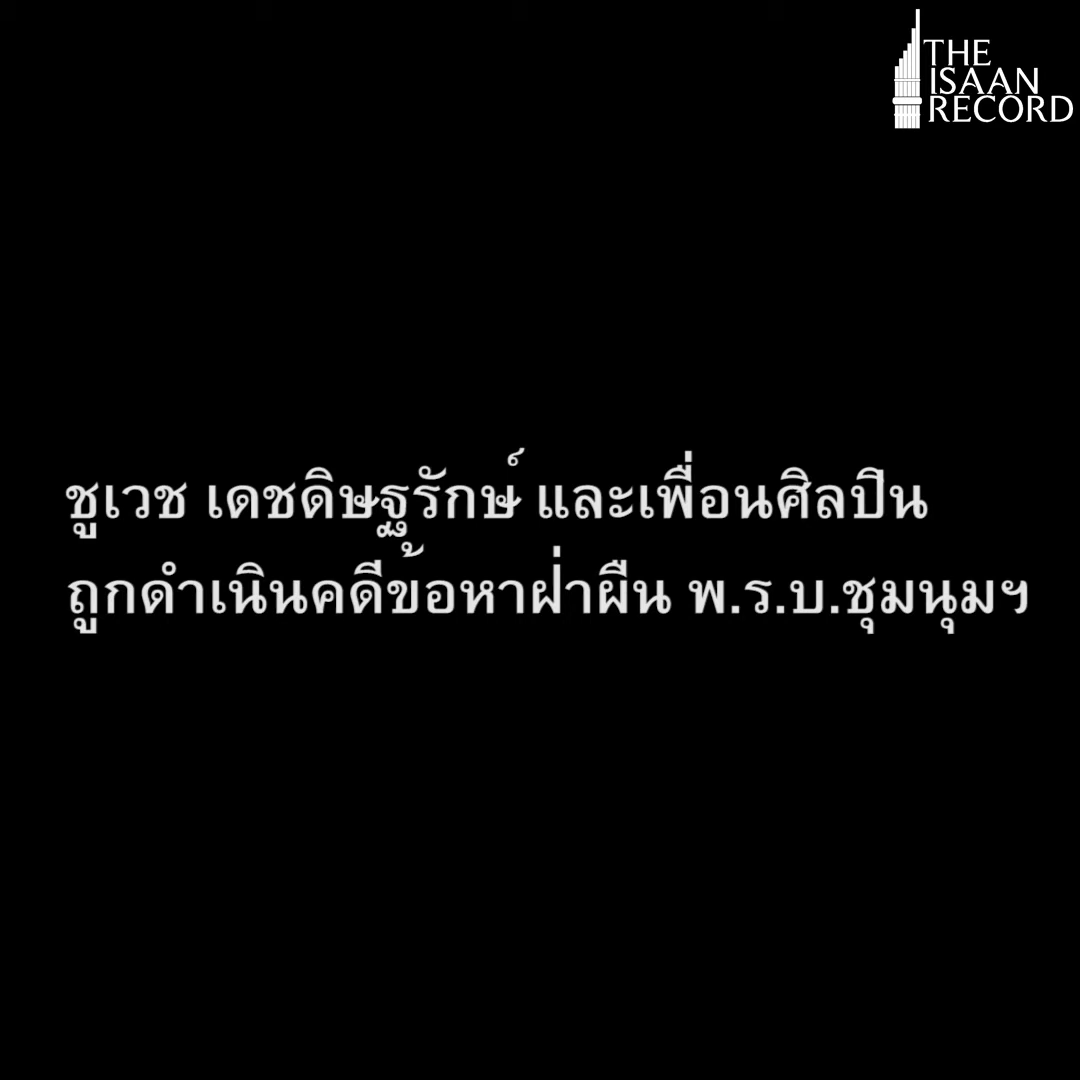 THE
ISAAN
RECORD
ชูเวช เดชดิษฐรักษ์ และเพื่อนศิลปิน
ถูกดำเนินคดีข้อหาฝ่าฝืน พ.ร.บ.ชุมนุมฯ